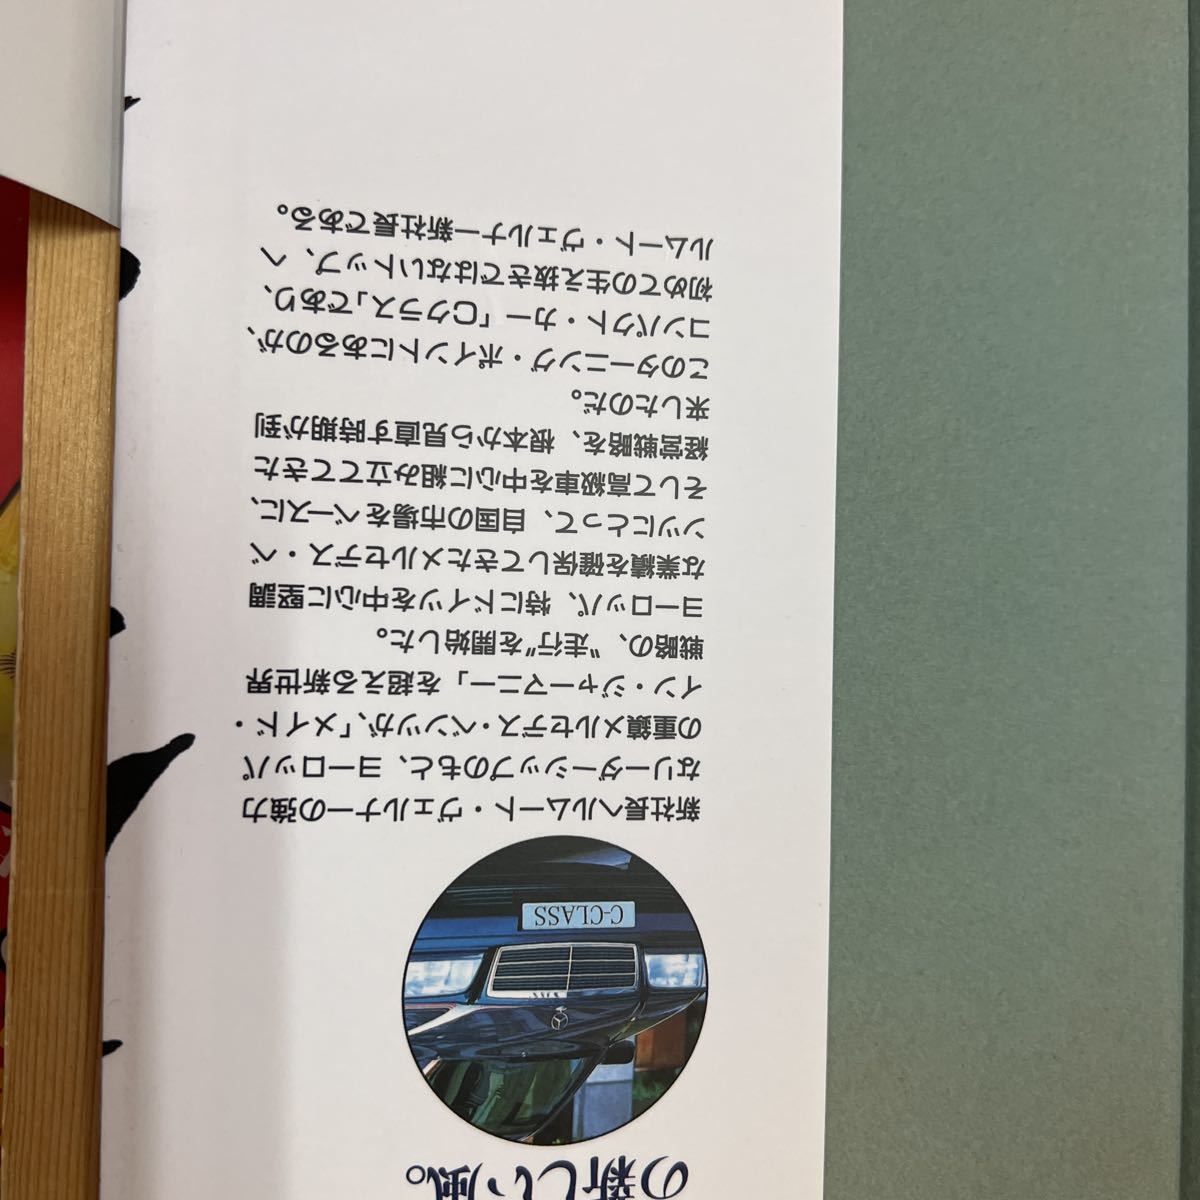 の新しい風。
C-CLASS
新社長ヘルムート・ヴェルナーの強力
なリーダーシップのもと、ヨーロッパ
の重鎮メルセデス・ベンツが、「メイド・
イン・ジャーマニー」を超える新世界
戦略の、“走行”を開始した。
ヨーロッパ、特にドイツを中心に堅調
な業績を確保してきたメルセデス・ベ
ンツにとって、自国の市場をベースに、
そして高級車を中心に組み立ててきた
経営戦略を、根本から見直す時期が到
来したのだ。
このターニング・ポイントにあるのが、
コンパクト・カー「Cクラス」であり、
初めての生え抜きではないトップ、ヘ
ルムート・ヴェルナー新社長である。